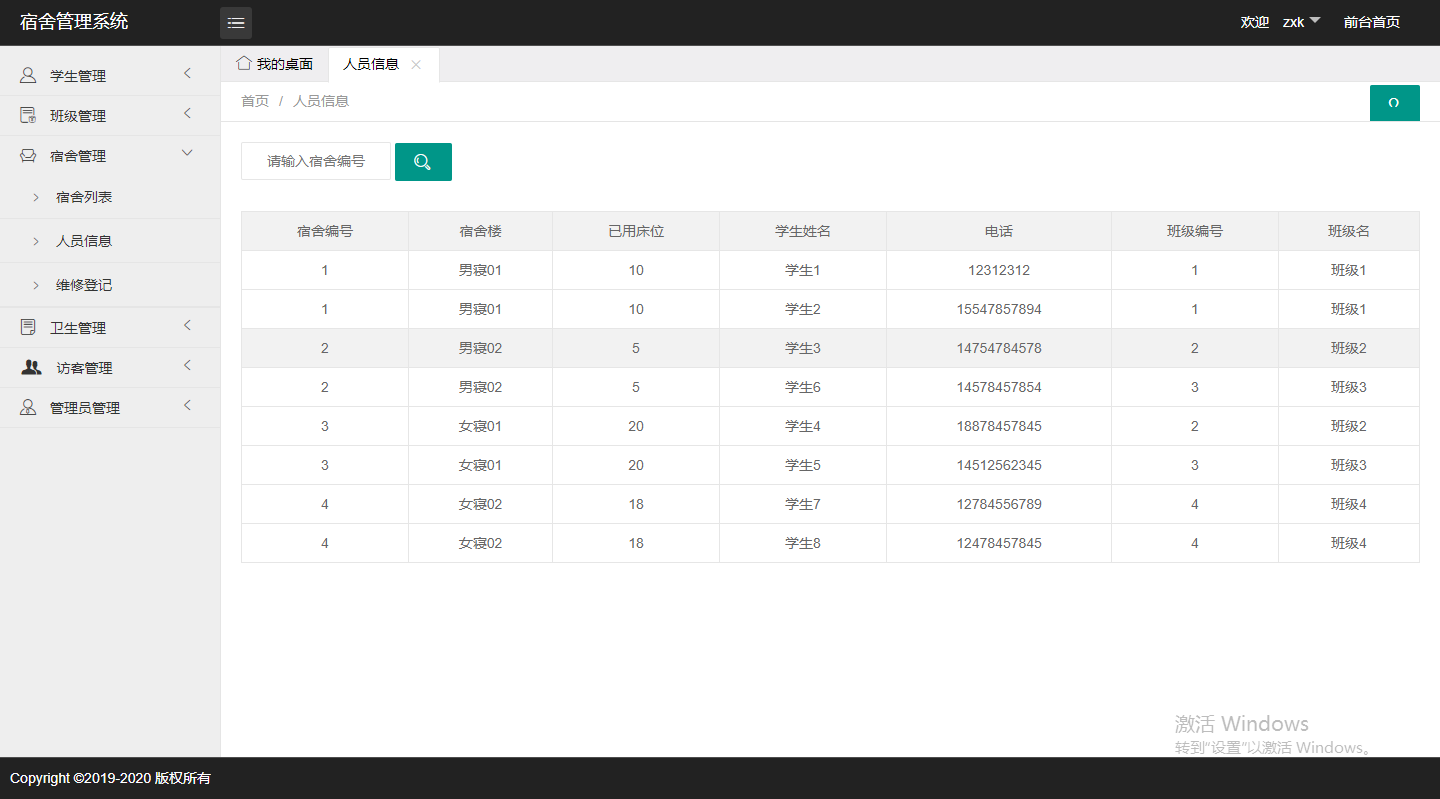 宿舍管理系统 欢迎 zxk 前台首页
学生管理
班级管理
宿舍管理
宿舍列表
人员信息
维修登记
卫生管理
访客管理
管理员管理
我的桌面 人员信息
首页 / 人员信息
请输入宿舍编号
宿舍编号 宿舍楼 已用床位 学生姓名 电话 班级编号 班级名
1 男寝01 10 学生1 12312312 1 班级1
1 男寝01 10 学生2 15547857894 1 班级1
2 男寝02 5 学生3 14754784578 2 班级2
2 男寝02 5 学生6 14578457854 3 班级3
3 女寝01 20 学生4 18878457845 2 班级2
3 女寝01 20 学生5 14512562345 3 班级3
4 女寝02 18 学生7 12784556789 4 班级4
4 女寝02 18 学生8 12478457845 4 班级4
激活 Windows
转到"设置"以激活 Windows。
Copyright ©2019-2020 版权所有